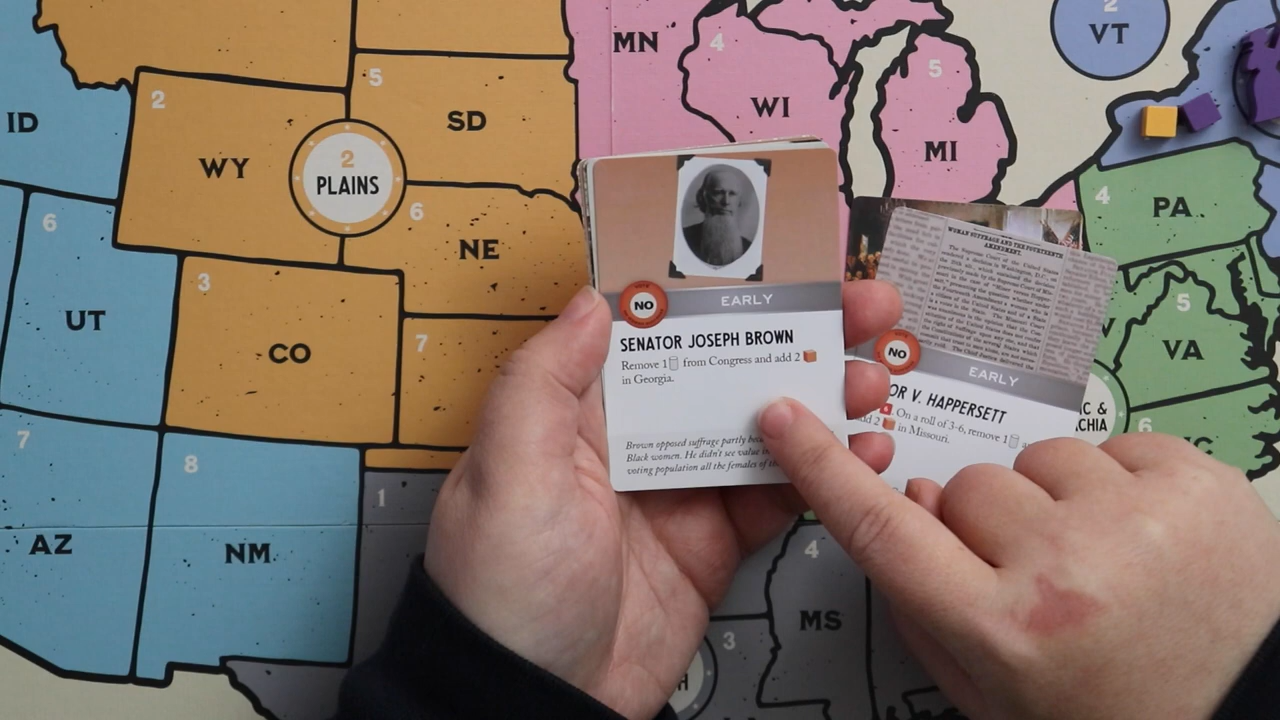 MN
4
WI
5
MI
2
VT
ID
2
WY
5
SD
2
PLAINS
6
NE
4
PA
6
UT
3
CO
7
5
VA
6
7
AZ
8
NM
1
4
MS
3
NO
EARLY
SENATOR JOSEPH BROWN
Remove 1 from Congress and add 2
in Georgia.
Brown opposed suffrage partly
Black women. He didn't see value
voting population all the females of
WOMAN SUFFRAGE AND THE FOURTEENTH
AMENDMENT.
NO
EARLY
OR V. HAPPERSETT
On a roll of 3-6, remove 1
2 in Missouri.
C &
CHIA